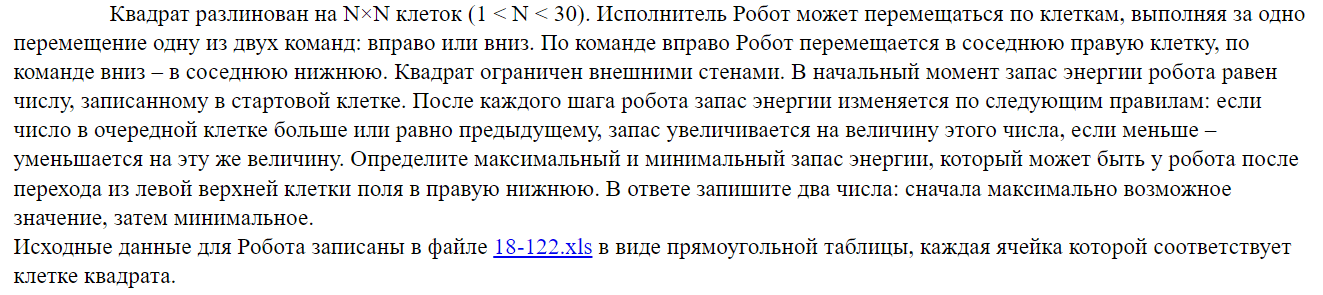 Квадрат разлинован на N×N клеток (1 < N < 30). Исполнитель Робот может перемещаться по клеткам, выполняя за одно
перемещение одну из двух команд: вправо или вниз. По команде вправо Робот перемещается в соседнюю правую клетку, по
команде вниз – в соседнюю нижнюю. Квадрат ограничен внешними стенами. В начальный момент запас энергии робота равен
числу, записанному в стартовой клетке. После каждого шага робота запас энергии изменяется по следующим правилам: если
число в очередной клетке больше или равно предыдущему, запас увеличивается на величину этого числа, если меньше –
уменьшается на эту же величину. Определите максимальный и минимальный запас энергии, который может быть у робота после
перехода из левой верхней клетки поля в правую нижнюю. В ответе запишите два числа: сначала максимально возможное
значение, затем минимальное.
Исходные данные для Робота записаны в файле 18-122.xls в виде прямоугольной таблицы, каждая ячейка которой соответствует
клетке квадрата.